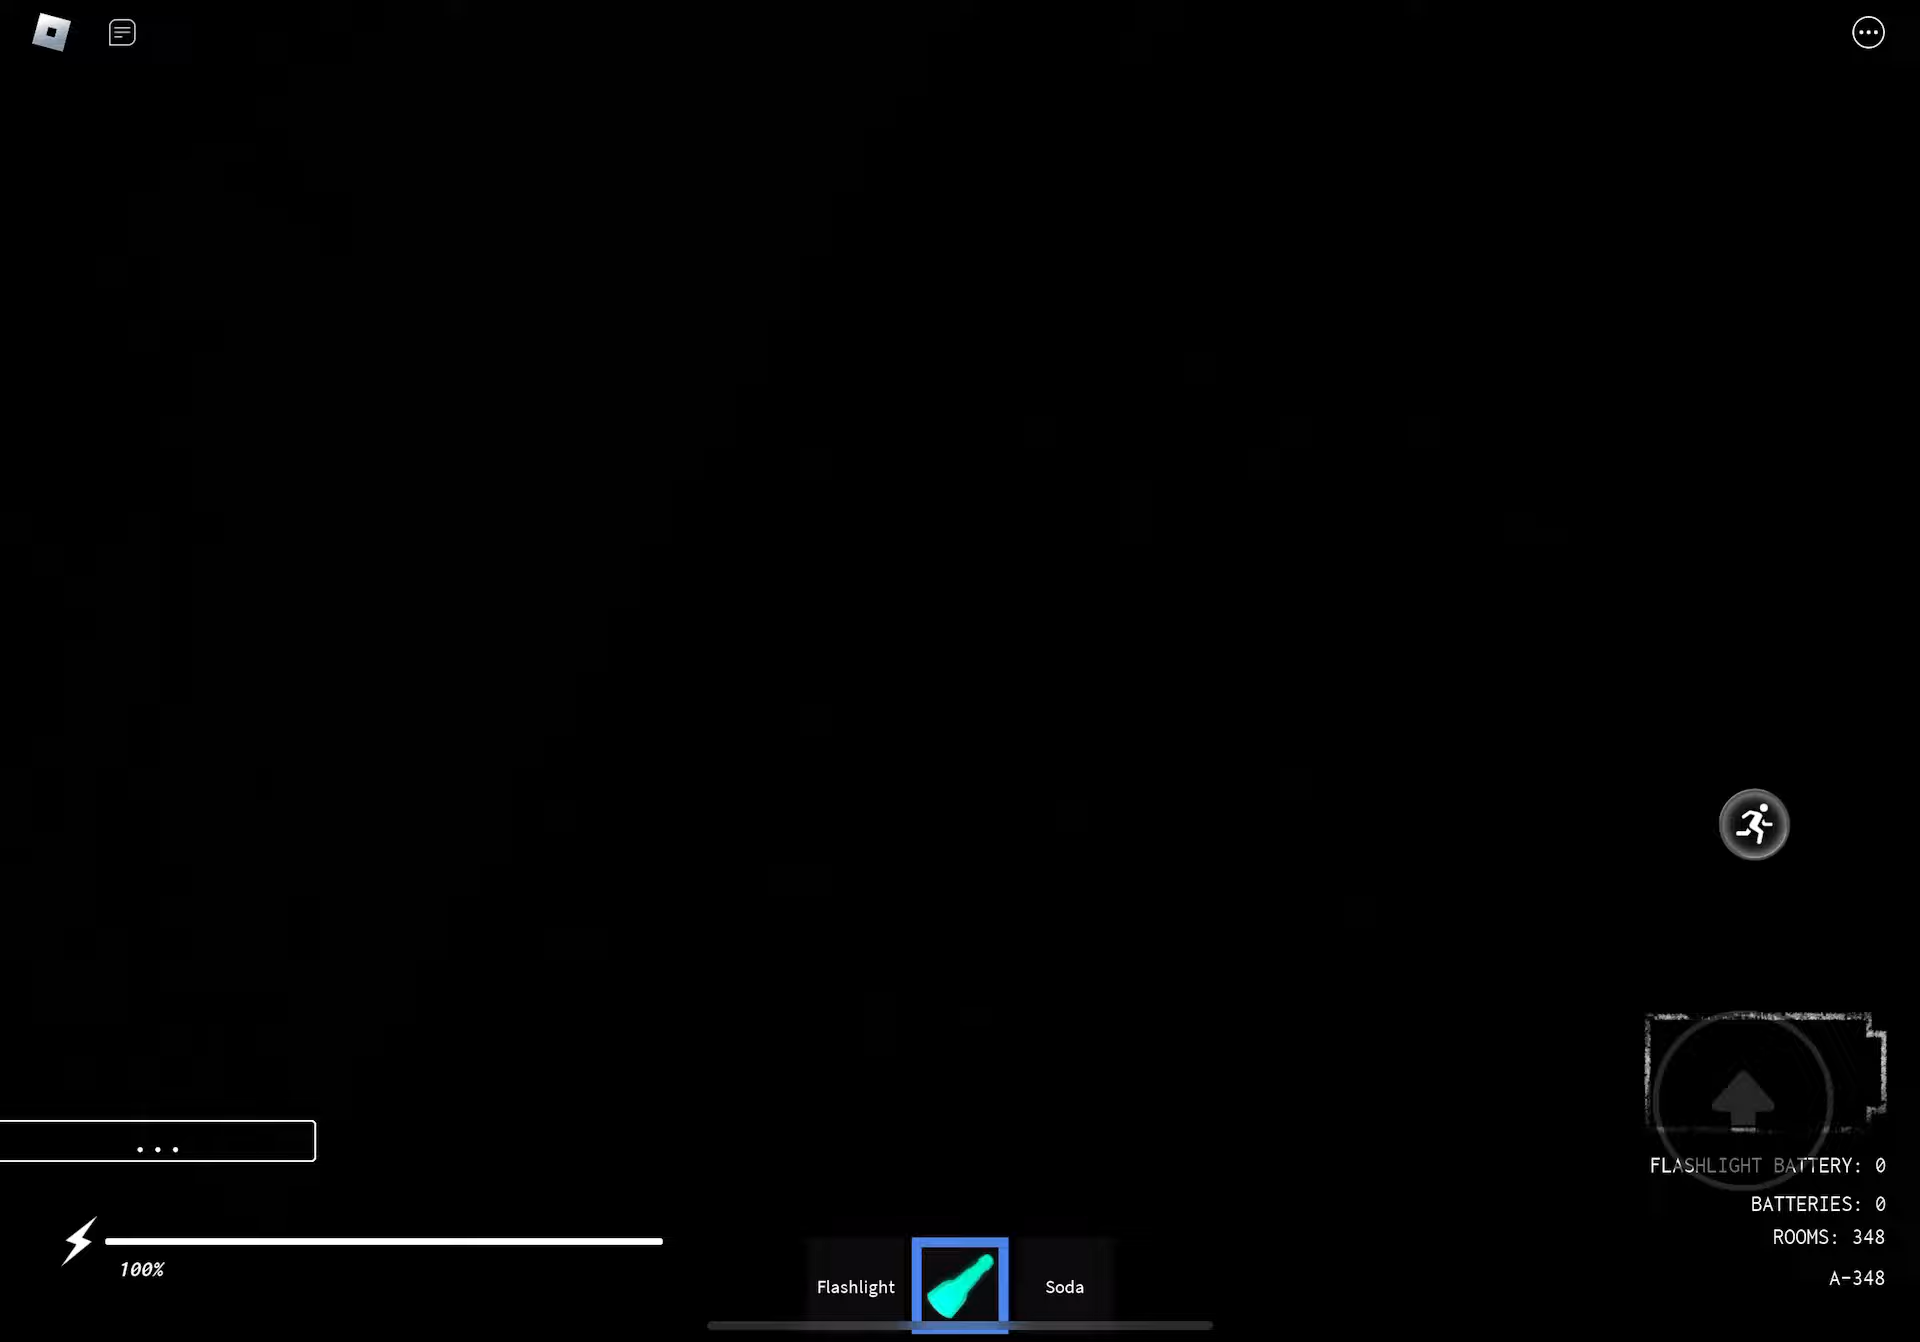 ...
100%
Flashlight
Soda
FLASHLIGHT BATTERY: 0
BATTERIES: 0
ROOMS: 348
A-348